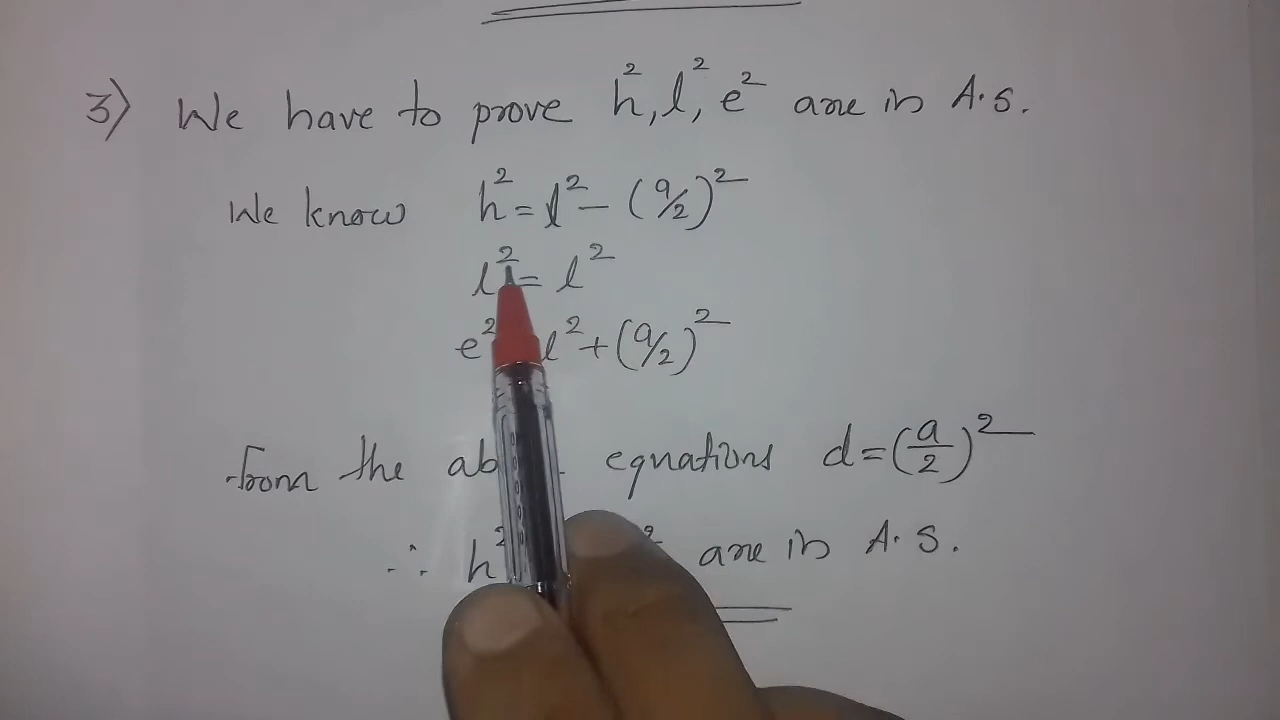 3) We have to prove h², l², e² are in A.S.
We know h² = l² - (a/2)²
l² = l²
e² l² + (a/2)²
from the equations d = (a/2)²
∴ h² ² are in A.S.